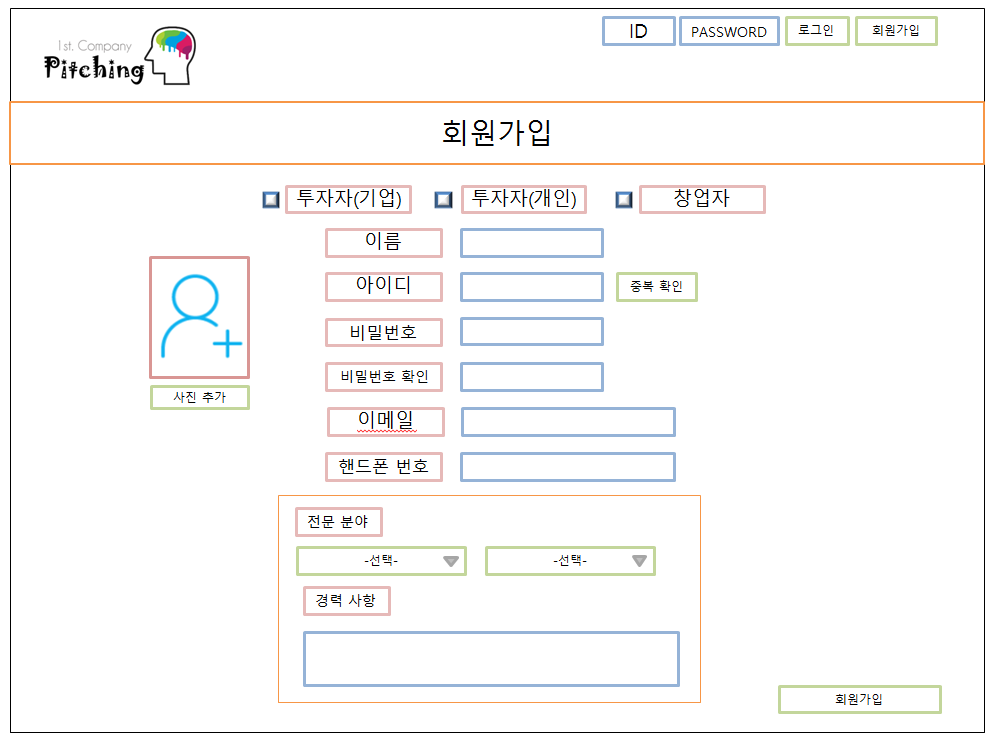 1st. Company
Pitching
ID
PASSWORD
로그인
회원가입
회원가입
투자자(기업)
투자자(개인)
창업자
이름
아이디
중복 확인
비밀번호
비밀번호 확인
사진 추가
이메일
핸드폰 번호
전문 분야
-선택-
-선택-
경력 사항
회원가입